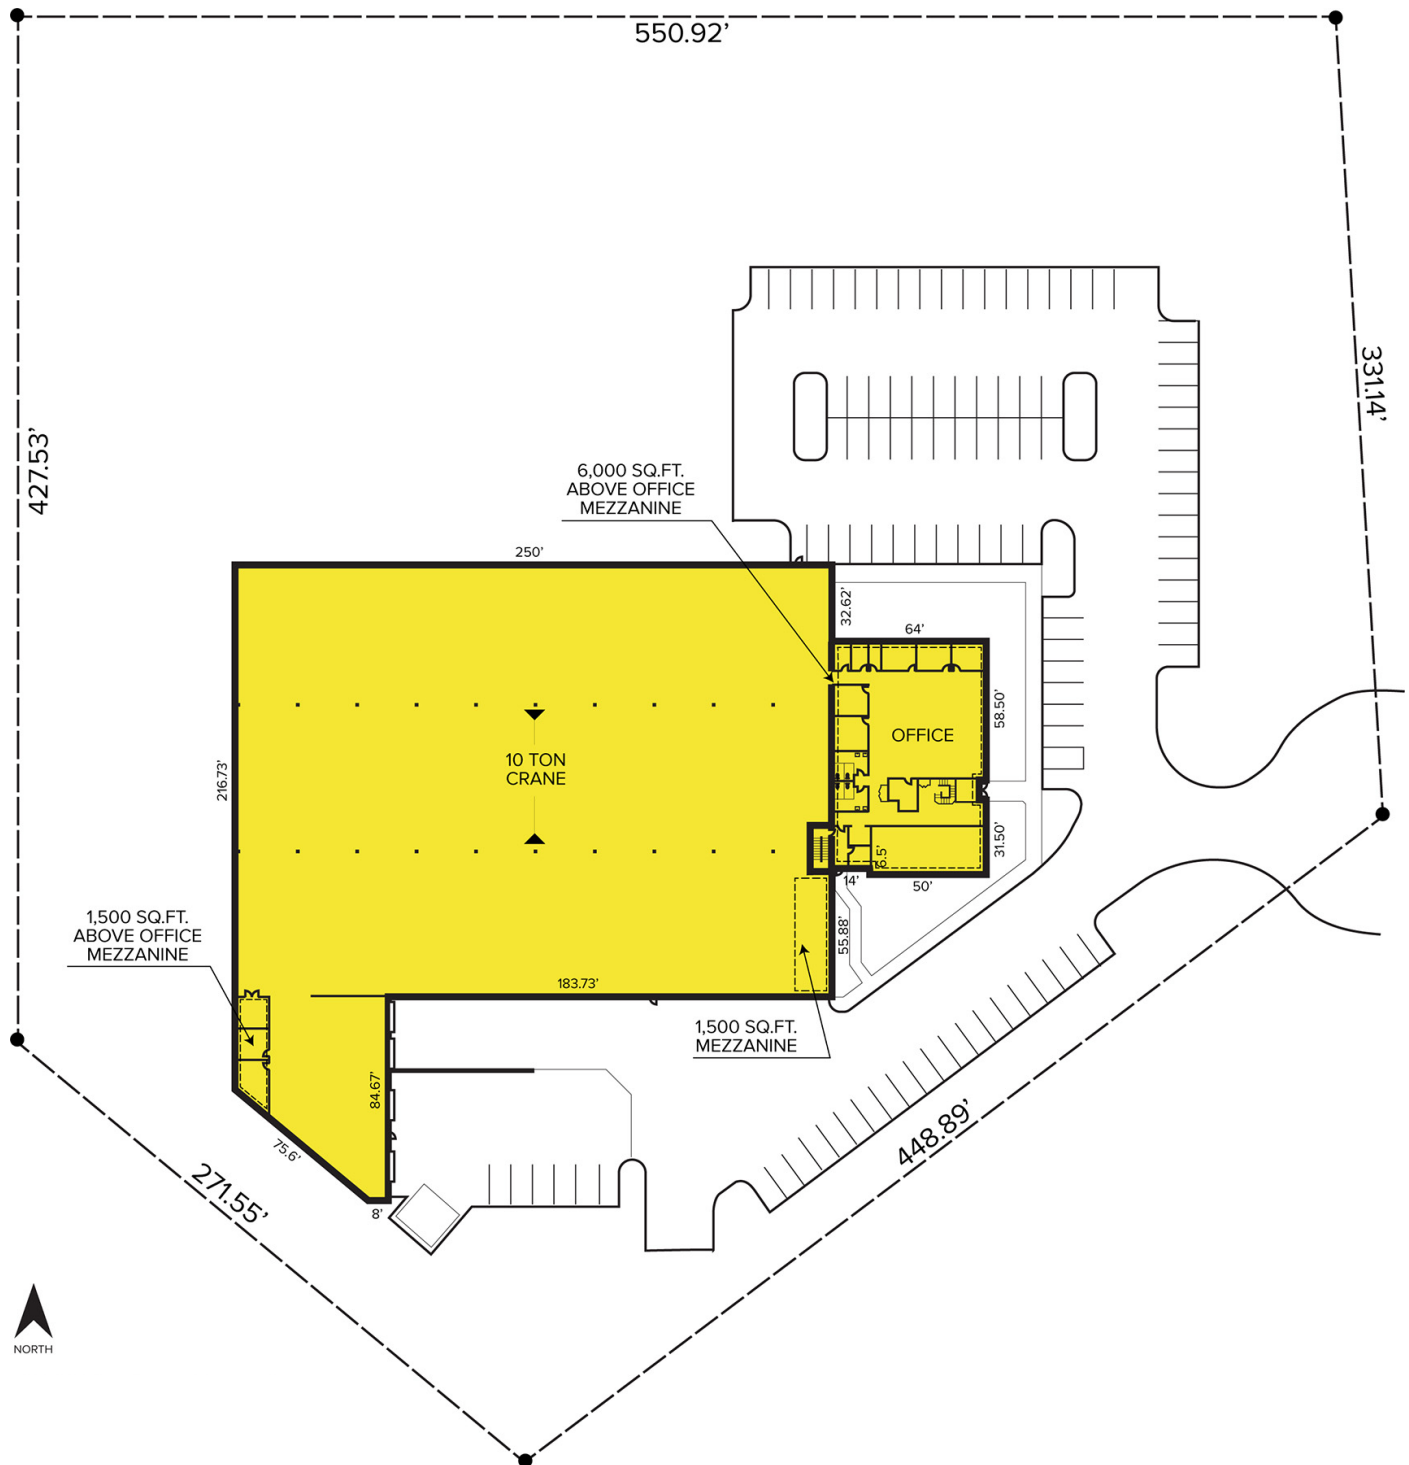 550.92’
331.14’
427.53’
6,000 SQ.FT.
ABOVE OFFICE
MEZZANINE
250’
32.62’
64’
58.50’
OFFICE
10 TON
CRANE
216.73’
31.50’
6.5’
14’
50’
1,500 SQ.FT.
ABOVE OFFICE
MEZZANINE
55.88’
183.73’
1,500 SQ.FT.
MEZZANINE
84.67’
75.6’
8’
448.89’
271.55’
NORTH